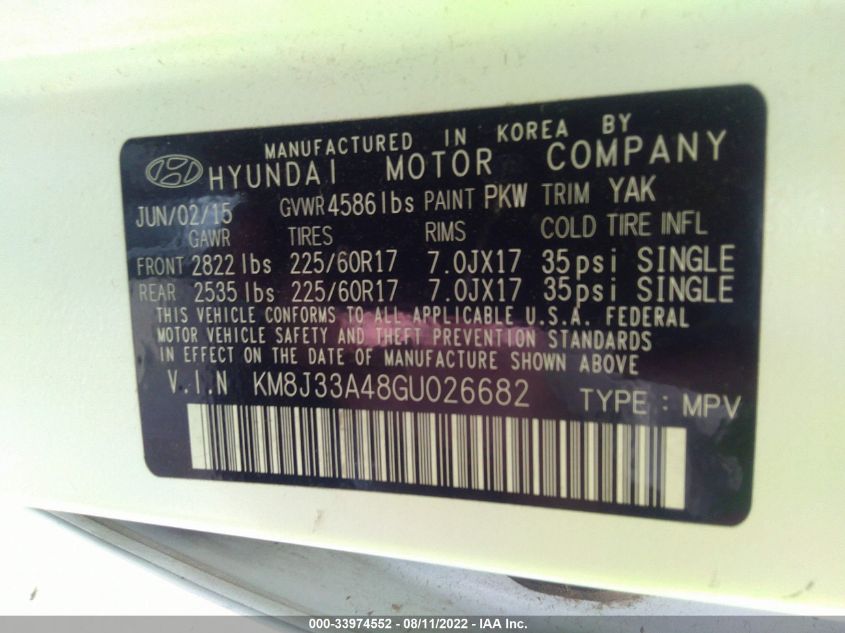 MANUFACTURED IN KOREA BY
HYUNDAI MOTOR COMPANY
JUN/02/15 GVWR 4586lbs PAINT PKW TRIM YAK
GAWR TIRES RIMS COLD TIRE INFL
FRONT 2822 lbs 225/60R17 7.0JX17 35psi SINGLE
REAR 2535 lbs 225/60R17 7.0JX17 35psi SINGLE
THIS VEHICLE CONFORMS TO ALL APPLICABLE U.S.A. FEDERAL
MOTOR VEHICLE SAFETY AND THEFT PREVENTION STANDARDS
IN EFFECT ON THE DATE OF MANUFACTURE SHOWN ABOVE
V.I.N KM8J33A48GU026682 TYPE : MPV
000-33974552 - 08/11/2022 - IAA Inc.